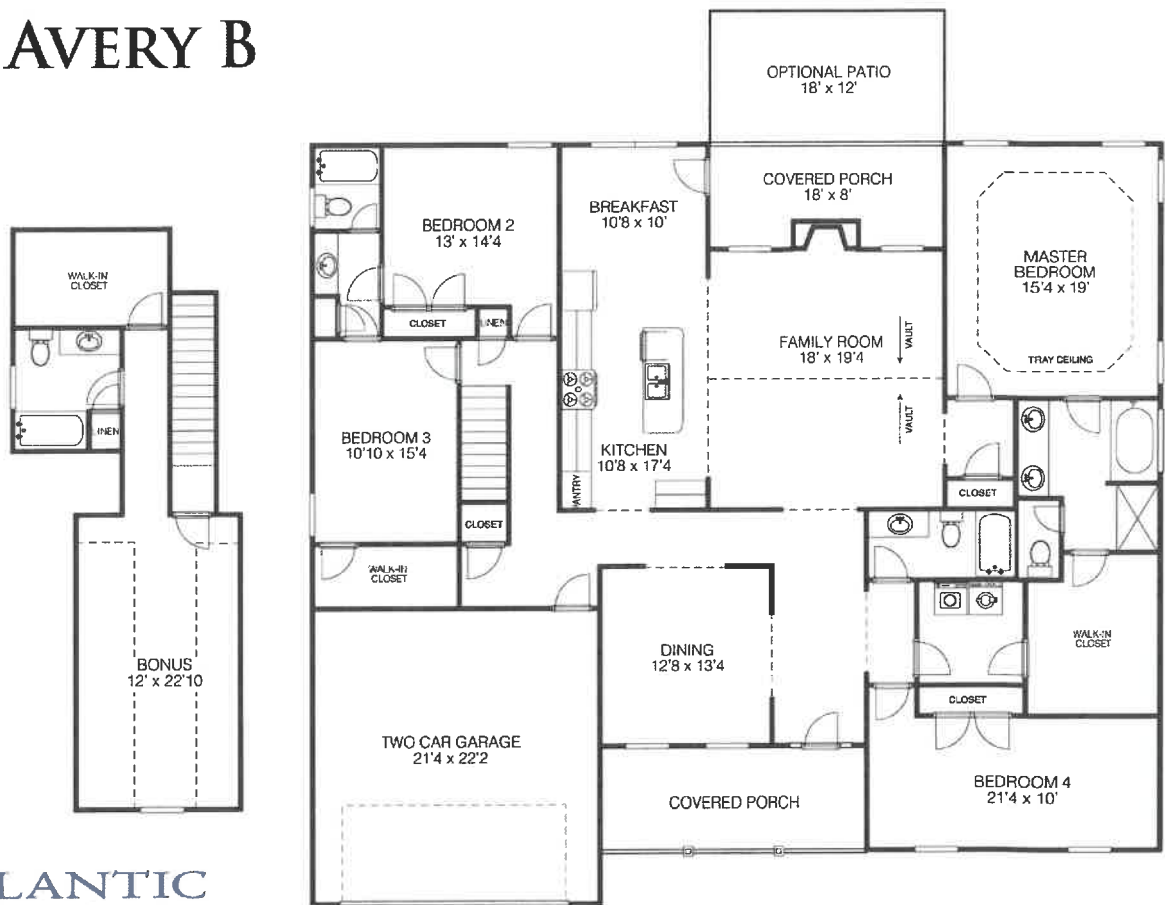 AVERY B
OPTIONAL PATIO
18' x 12'
COVERED PORCH
18' x 8'
BREAKFAST
10'8 x 10'
BEDROOM 2
13' x 14'4
MASTER
BEDROOM
15'4 x 19'
TRAY CEILING
WALK-IN
CLOSET
CLOSET
LINEN
FAMILY ROOM
18' x 19'4
VAULT
VAULT
BEDROOM 3
10'10 x 15'4
KITCHEN
10'8 x 17'4
LINEN
PANTRY
CLOSET
CLOSET
WALK-IN
CLOSET
DINING
12'8 x 13'4
WALK-IN
CLOSET
BONUS
12' x 22'10
CLOSET
TWO CAR GARAGE
21'4 x 22'2
COVERED PORCH
BEDROOM 4
21'4 x 10'
LANTIC